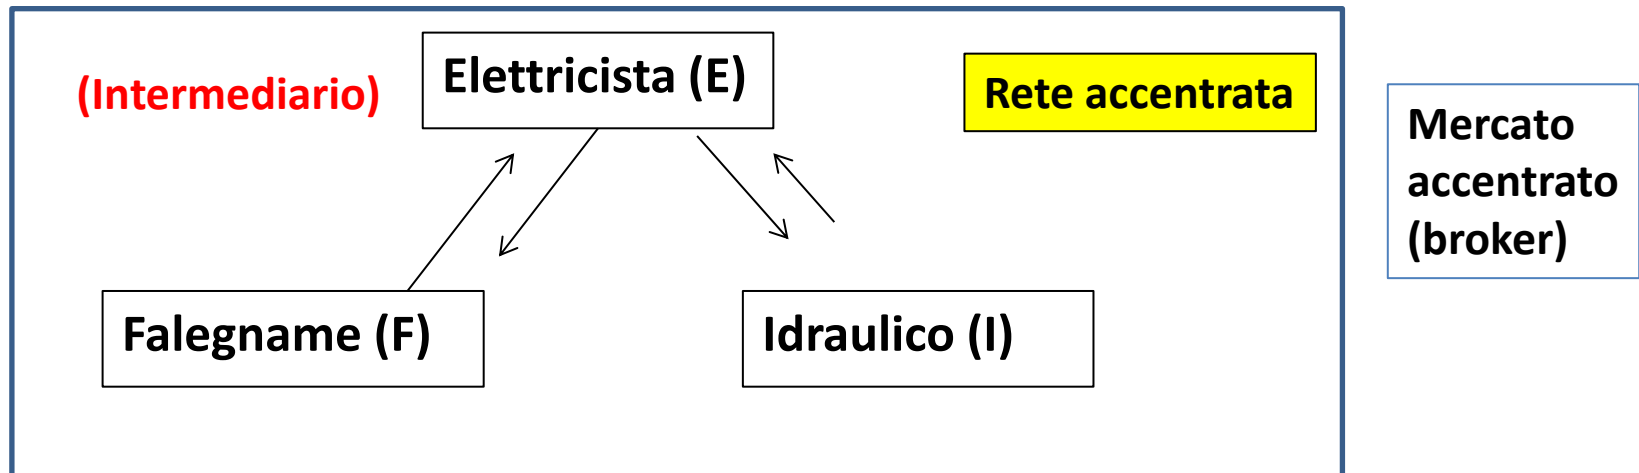 (Intermediario)
Elettricista (E)
Rete accentrata
Mercato
accentrato
(broker)
Falegname (F)
Idraulico (I)